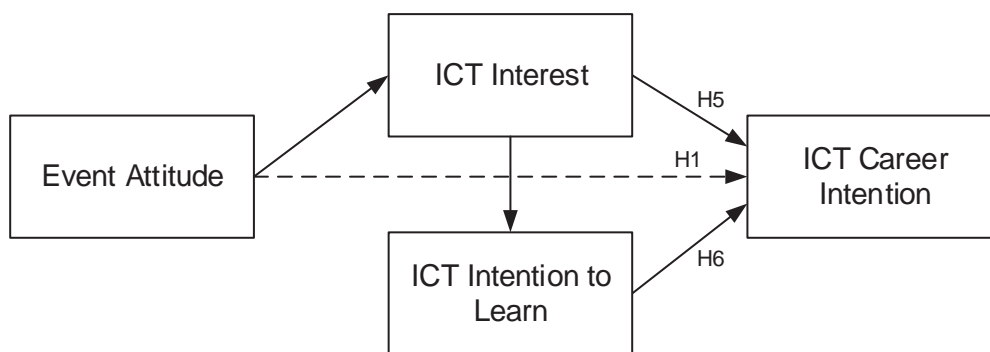 ICT Interest
H5
Event Attitude
H1
ICT Career
Intention
ICT Intention to
Learn
H6